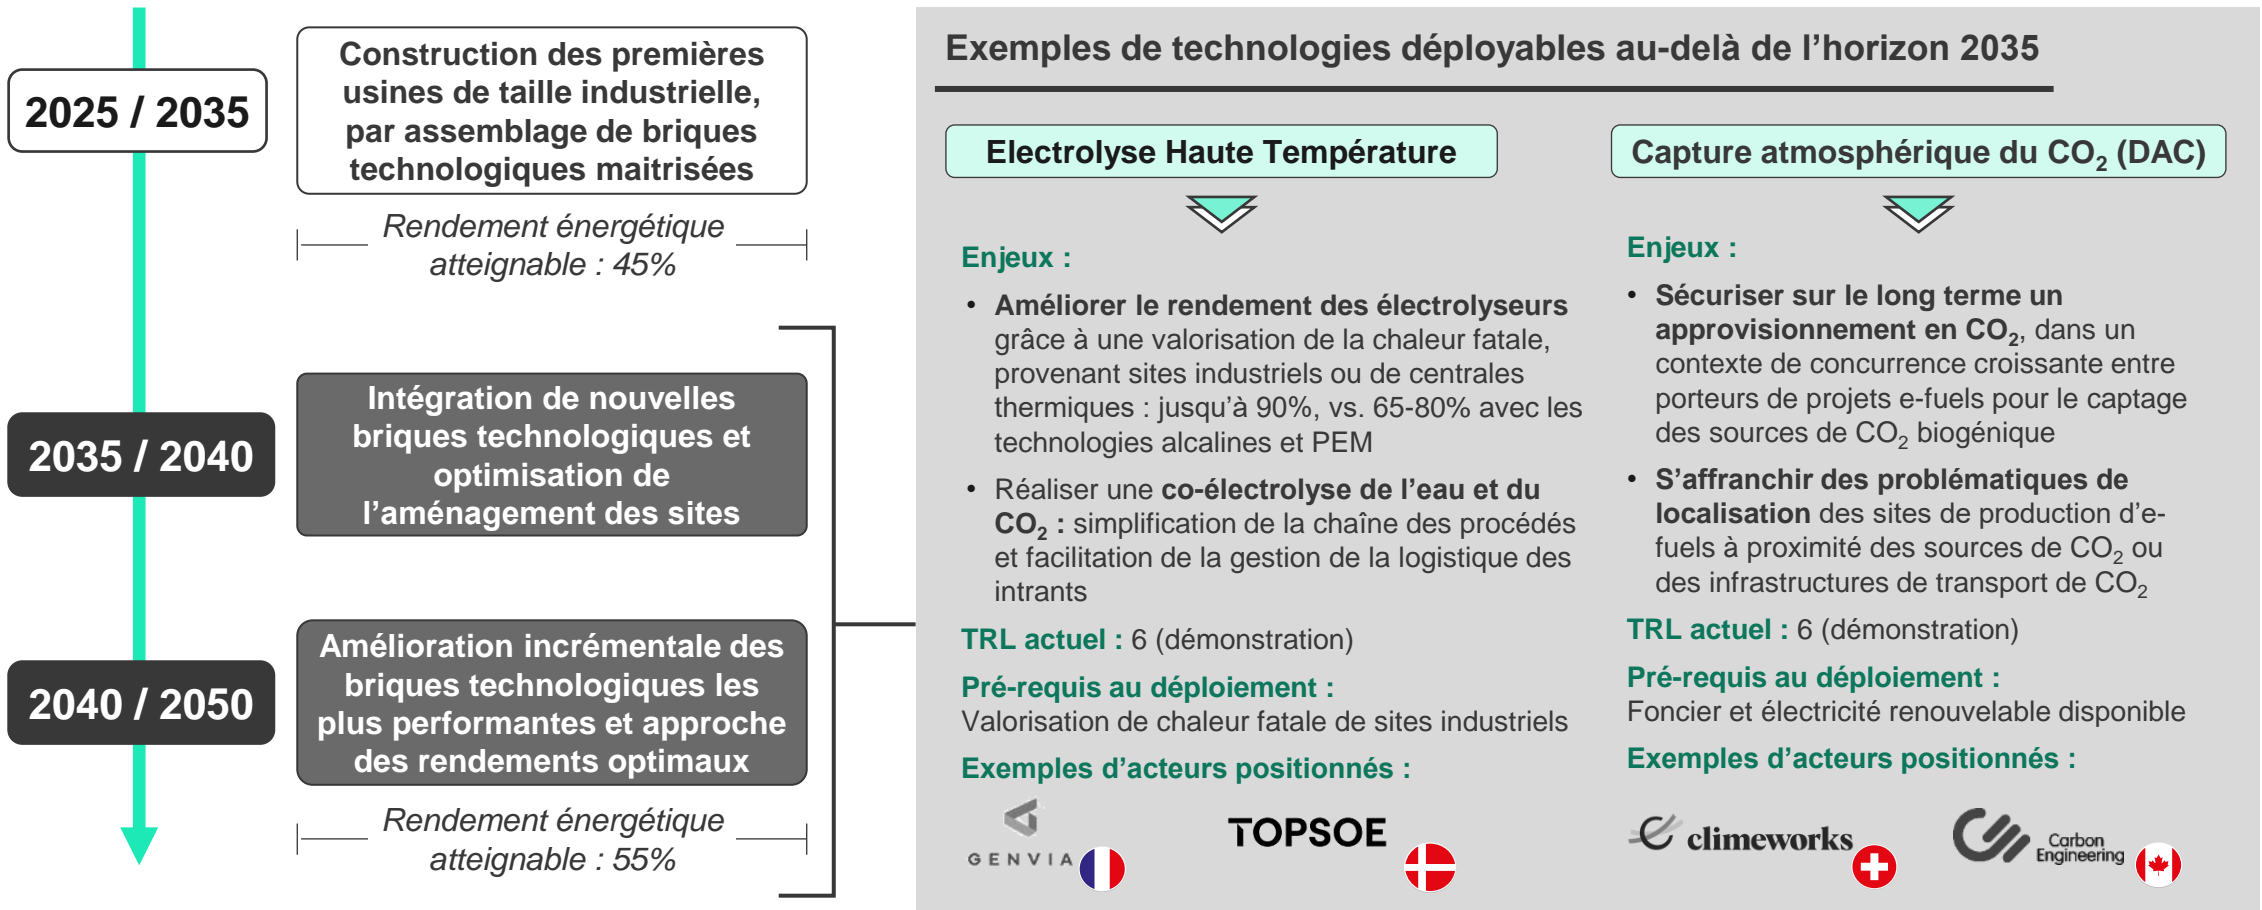 2025 / 2035
Construction des premières
usines de taille industrielle,
par assemblage de briques
technologiques maitrisées
Rendement énergétique
atteignable : 45%
2035 / 2040
Intégration de nouvelles
briques technologiques et
optimisation de
l’aménagement des sites
2040 / 2050
Amélioration incrémentale des
briques technologiques les
plus performantes et approche
des rendements optimaux
Rendement énergétique
atteignable : 55%
Exemples de technologies déployables au-delà de l’horizon 2035
Electrolyse Haute Température
Enjeux :
• Améliorer le rendement des électrolyseurs
grâce à une valorisation de la chaleur fatale,
provenant sites industriels ou de centrales
thermiques : jusqu’à 90%, vs. 65-80% avec les
technologies alcalines et PEM
• Réaliser une co-électrolyse de l’eau et du
CO₂ : simplification de la chaîne des procédés
et facilitation de la gestion de la logistique des
intrants
TRL actuel : 6 (démonstration)
Pré-requis au déploiement :
Valorisation de chaleur fatale de sites industriels
Exemples d’acteurs positionnés :
GENVIA
TOPSOE
Capture atmosphérique du CO₂ (DAC)
Enjeux :
• Sécuriser sur le long terme un
approvisionnement en CO₂, dans un
contexte de concurrence croissante entre
porteurs de projets e-fuels pour le captage
des sources de CO₂ biogénique
• S’affranchir des problématiques de
localisation des sites de production d’e-
fuels à proximité des sources de CO₂ ou
des infrastructures de transport de CO₂
TRL actuel : 6 (démonstration)
Pré-requis au déploiement :
Foncier et électricité renouvelable disponible
Exemples d’acteurs positionnés :
climeworks
Carbon
Engineering